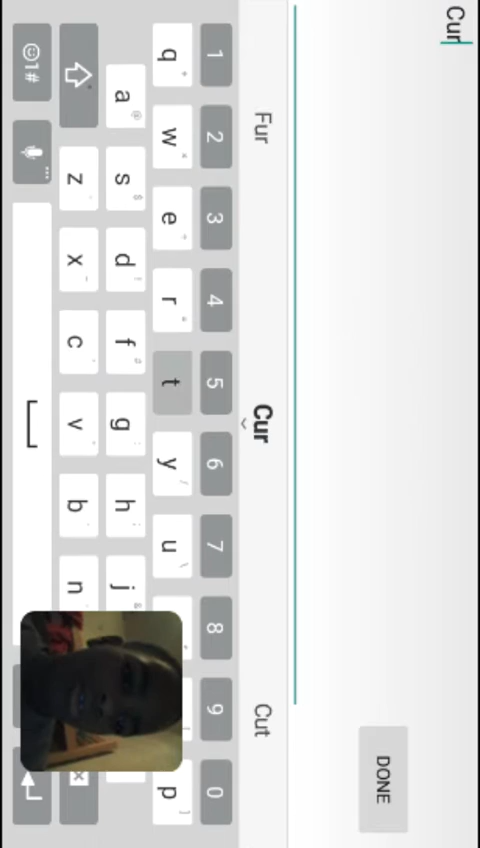 Cur
DONE
Fur Cur Cut
1 2 3 4 5 6 7 8 9 0
q w e r t y u p
a s d f g h j
z x c v b n
1#